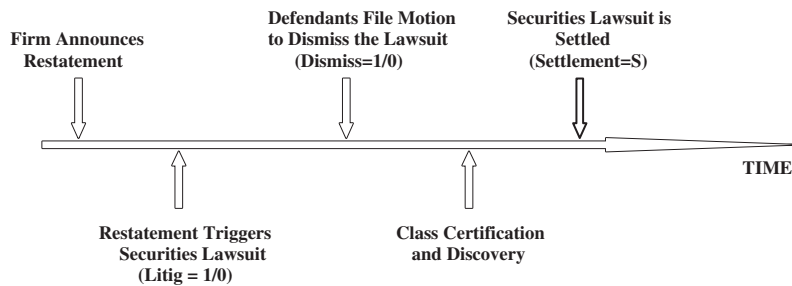 Firm Announces
Restatement
Defendants File Motion
to Dismiss the Lawsuit
(Dismiss=1/0)
Securities Lawsuit is
Settled
(Settlement=S)
TIME
Restatement Triggers
Securities Lawsuit
(Litig = 1/0)
Class Certification
and Discovery